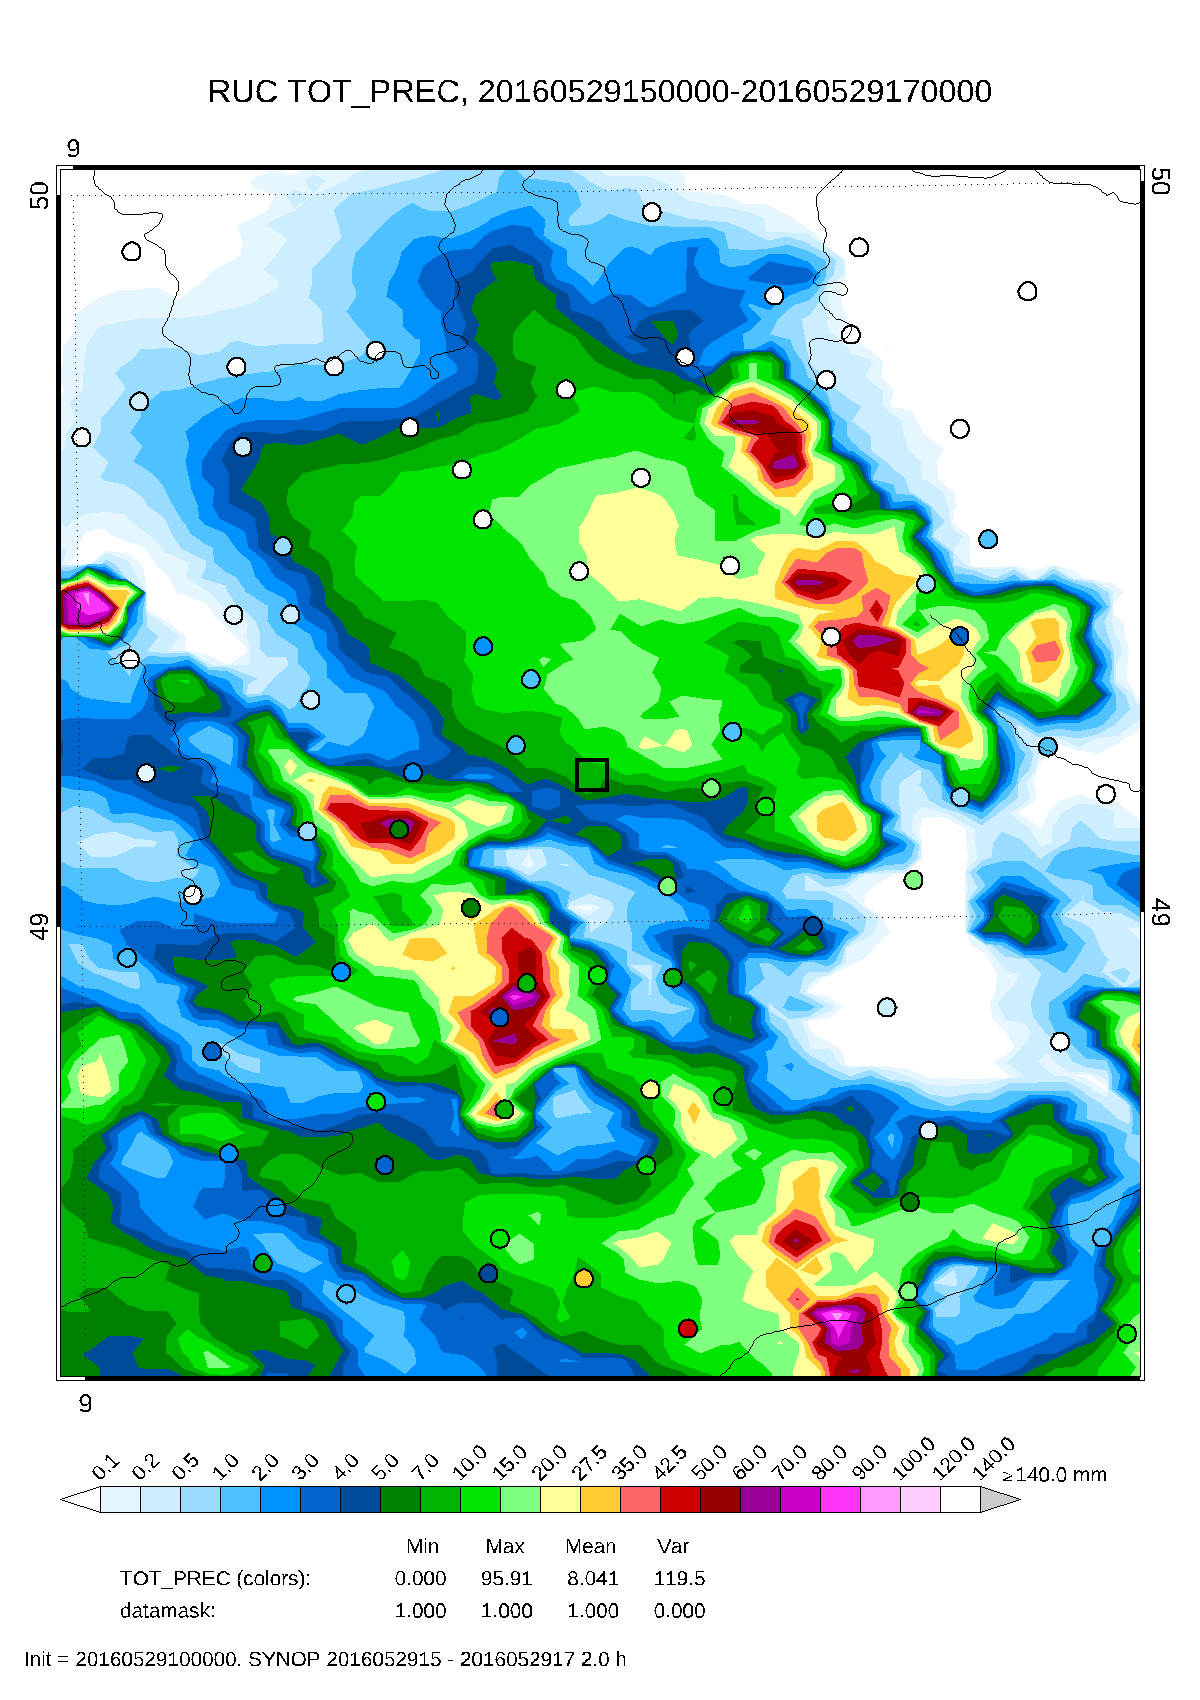 RUC TOT_PREC, 20160529150000-20160529170000
9
50
50
49
49
9
0.1 0.2 0.5 1.0 2.0 3.0 4.0 5.0 7.0 10.0 15.0 20.0 27.5 35.0 42.5 50.0 60.0 70.0 80.0 90.0 100.0 120.0 140.0
≥140.0 mm
Min Max Mean Var
TOT_PREC (colors): 0.000 95.91 8.041 119.5
datamask: 1.000 1.000 1.000 0.000
Init = 20160529100000. SYNOP 2016052915 - 2016052917 2.0 h